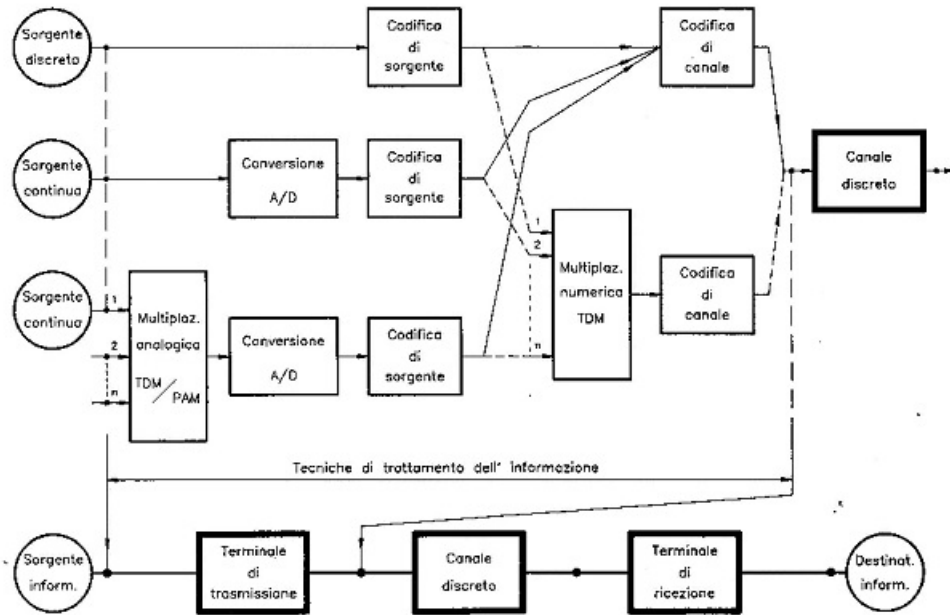 Sorgente
discreta
Codifica
di
sorgente
Codifica
di
canale
Sorgente
continua
Conversione
A/D
Codifica
di
sorgente
Canale
discreto
1
2
n
Multiplaz.
numerica
TDM
Codifica
di
canale
Sorgente
continua
1
2
n
Multiplaz.
analogica
TDM/PAM
Conversione
A/D
Codifica
di
sorgente
Tecniche di trattamento dell' informazione
Sorgente
inform.
Terminale
di
trasmissione
Canale
discreto
Terminale
di
ricezione
Destinat.
inform.